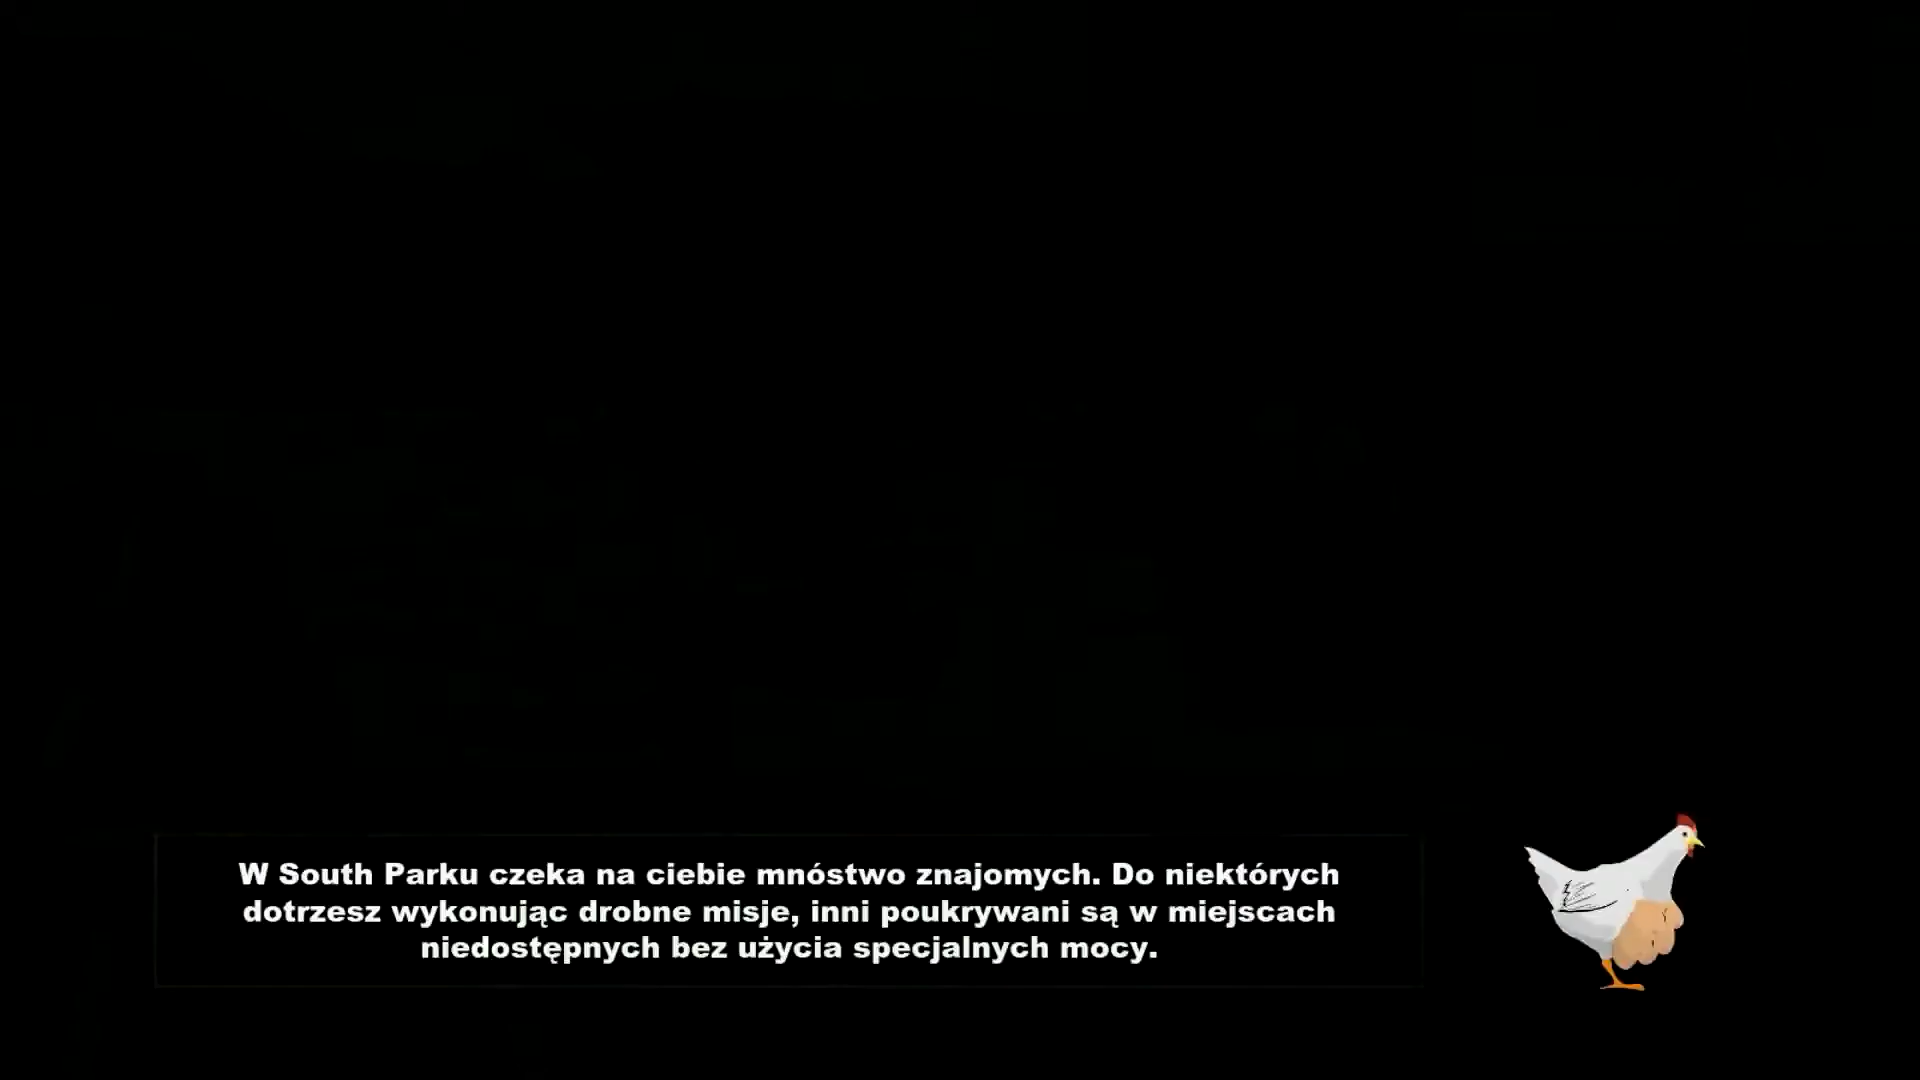 W South Parku czeka na ciebie mnóstwo znajomych. Do niektórych
dotrzesz wykonując drobne misje, inni poukrywani są w miejscach
niedostępnych bez użycia specjalnych mocy.